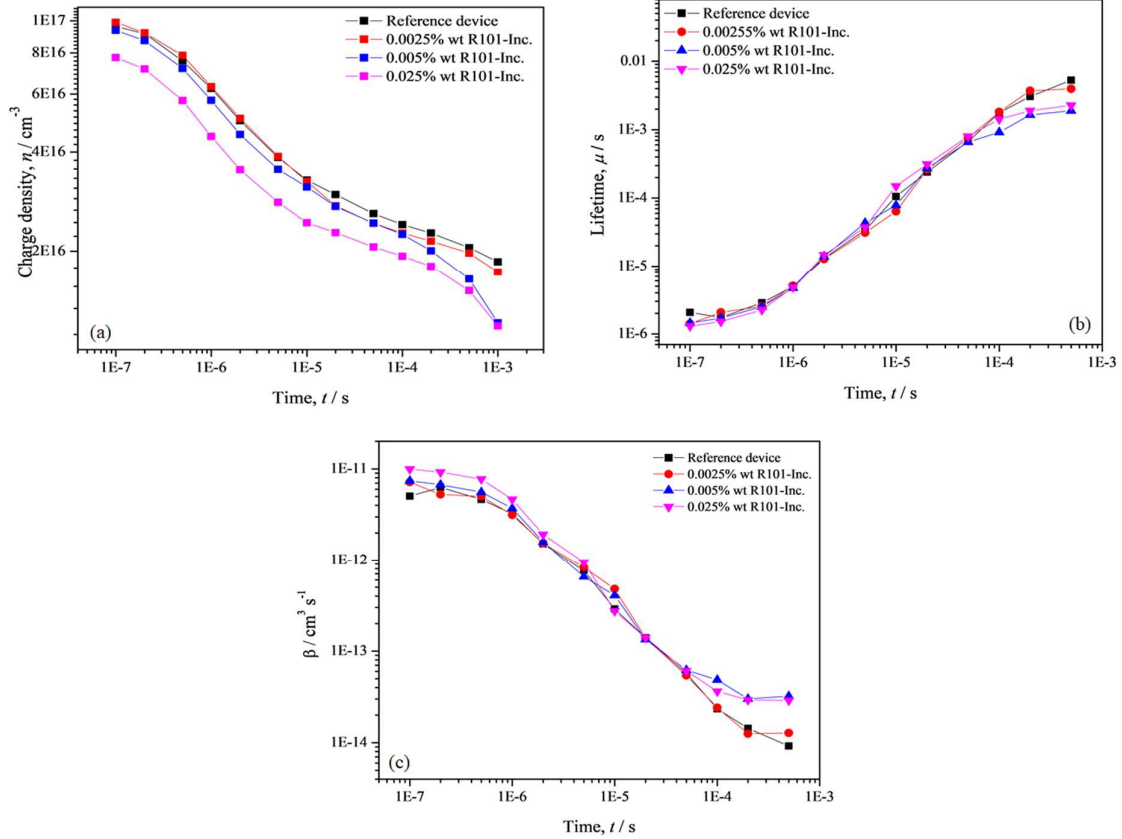 Reference device
0.0025% wt R101-Inc.
0.005% wt R101-Inc.
0.025% wt R101-Inc.
1E17
8E16
6E16
4E16
2E16
Charge density, n / cm-3
(a)
1E-7
1E-6
1E-5
1E-4
1E-3
Time, t / s
Reference device
0.00255% wt R101-Inc.
0.005% wt R101-Inc.
0.025% wt R101-Inc.
0.01
1E-3
1E-4
1E-5
1E-6
Lifetime, μ / s
(b)
1E-7
1E-6
1E-5
1E-4
1E-3
Time, t / s
Reference device
0.0025% wt R101-Inc.
0.005% wt R101-Inc.
0.025% wt R101-Inc.
1E-11
1E-12
1E-13
1E-14
β / cm3 s-1
(c)
1E-7
1E-6
1E-5
1E-4
1E-3
Time, t / s